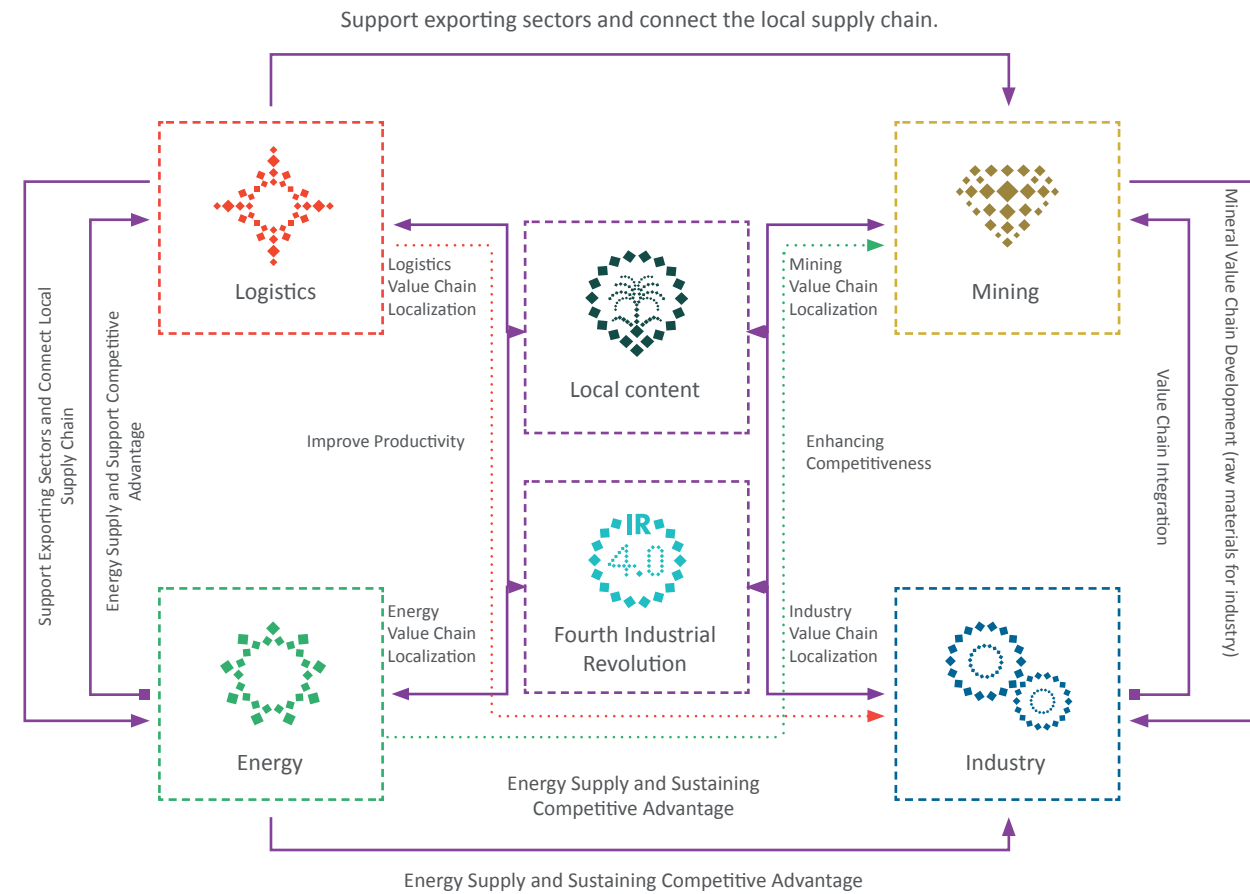 Support exporting sectors and connect the local supply chain.
Logistics
Mining
Logistics
Value Chain
Localization
Mining
Value Chain
Localization
Local content
Support Exporting Sectors and Connect Local
Supply Chain
Energy Supply and Support Competitive
Advantage
Improve Productivity
Enhancing
Competitiveness
Value Chain Integration
Mineral Value Chain Development (raw materials for
industry)
IR
4.0
Fourth Industrial
Revolution
Energy
Value Chain
Localization
Industry
Value Chain
Localization
Energy
Industry
Energy Supply and Sustaining
Competitive Advantage
Energy Supply and Sustaining Competitive Advantage